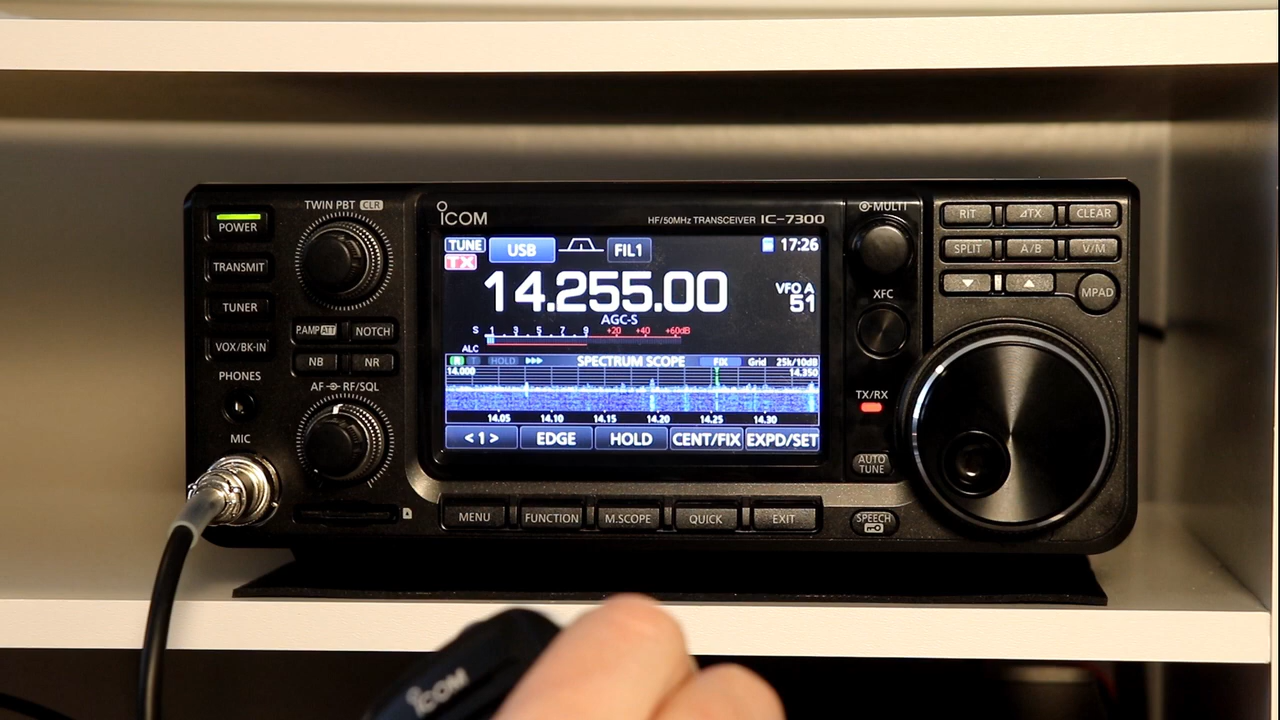 TWIN PBT CLR
POWER
TRANSMIT
TUNER
VOX/BK-IN
P.AMP ATT NOTCH
NB NR
PHONES
AF RF/SQL
MIC
ICOM
HF/50MHz TRANSCEIVER IC-7300
TUNE USB FIL1 17:26
TX
14.255.00
VFO A
51
AGC-S
S 1 3 5 7 9 +20 +40 +60dB
ALC
R T HOLD SPECTRUM SCOPE FIX Grid 25k/10dB
14.000 14.350
14.05 14.10 14.15 14.20 14.25 14.30
<1> EDGE HOLD CENT/FIX EXPD/SET
MENU FUNCTION M.SCOPE QUICK EXIT
MULTI
XFC
TX/RX
AUTO
TUNE
SPEECH
RIT ⊿TX CLEAR
SPLIT A/B V/M
MPAD
ICOM